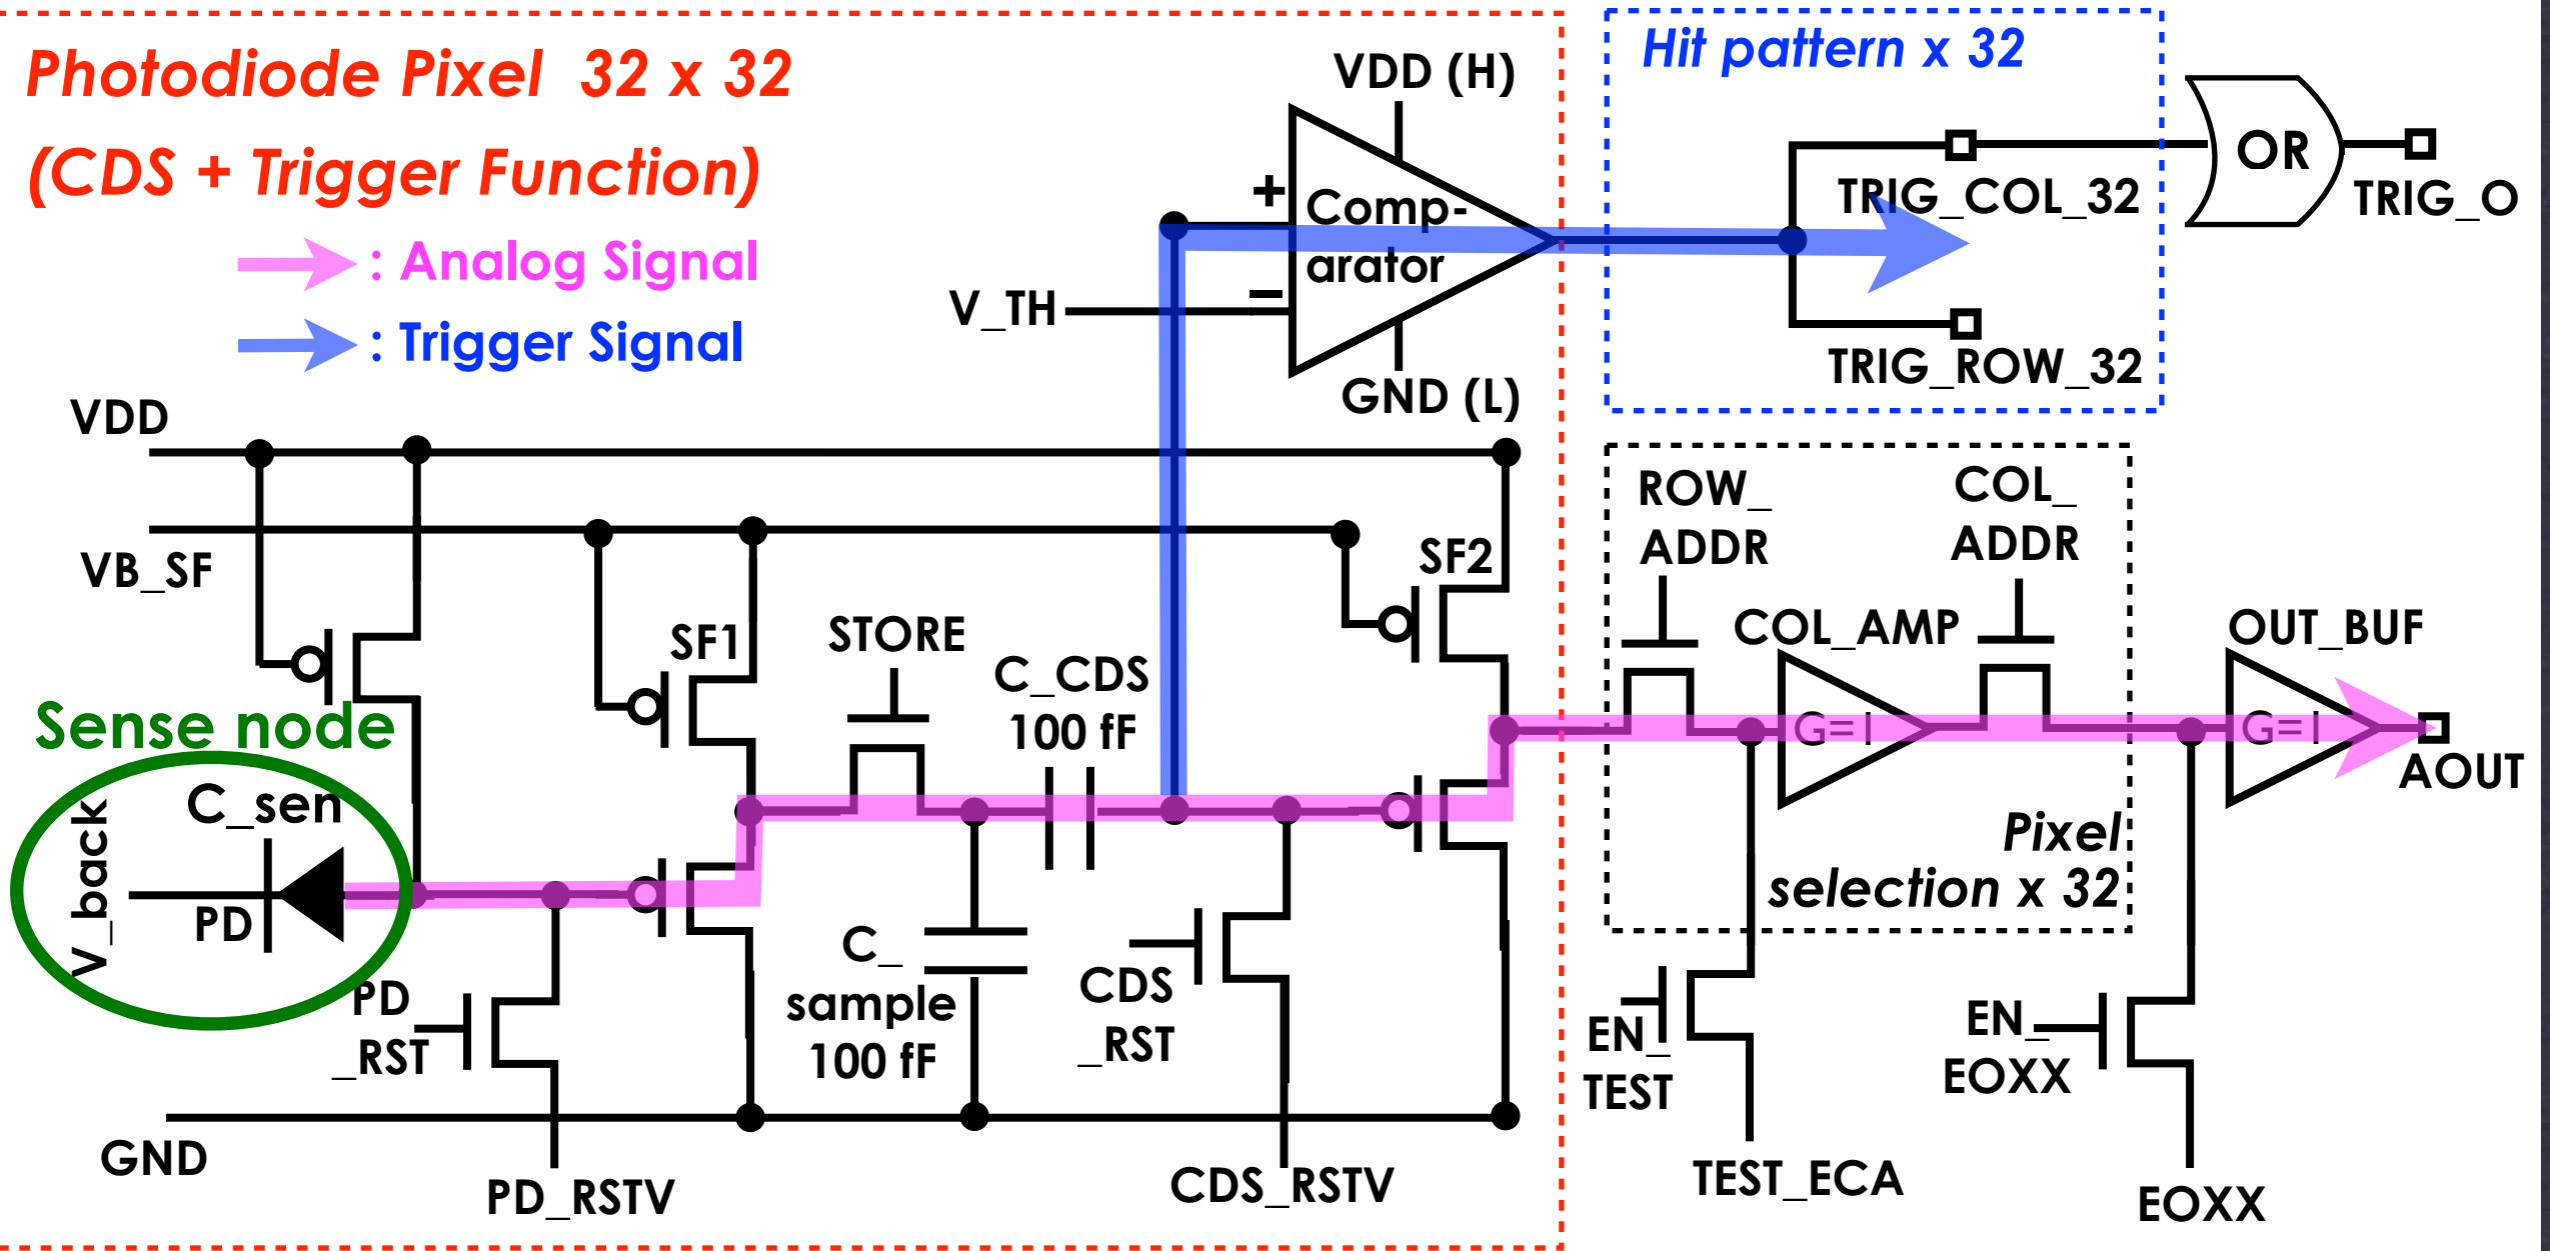 Photodiode Pixel 32 x 32
(CDS + Trigger Function)
: Analog Signal
: Trigger Signal
Hit pattern x 32
VDD (H)
+
Comp-
arator
−
V_TH
GND (L)
TRIG_COL_32
TRIG_ROW_32
OR
TRIG_O
VDD
VB_SF
SF1
STORE
C_CDS
100 fF
SF2
ROW_
ADDR
COL_
ADDR
COL_AMP
G=1
OUT_BUF
G=1
AOUT
Pixel
selection x 32
Sense node
C_sen
V_back
PD
PD
_RST
C_
sample
100 fF
CDS
_RST
EN_
TEST
EN_
EOXX
GND
PD_RSTV
CDS_RSTV
TEST_ECA
EOXX